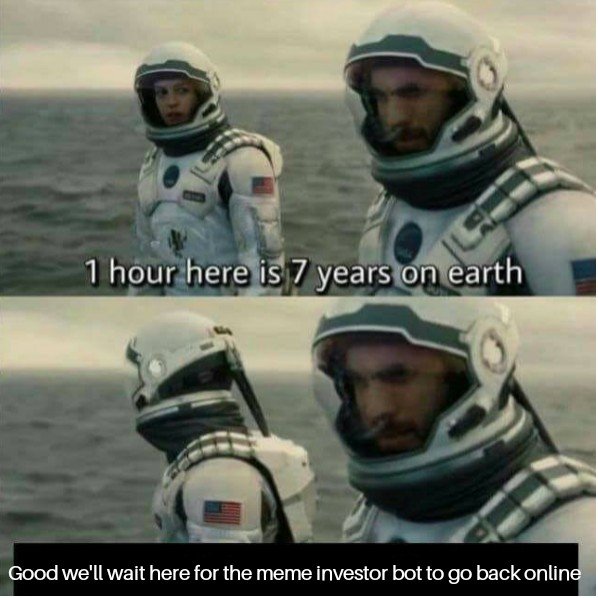 1 hour here is 7 years on earth
Good we'll wait here for the meme investor bot to go back online